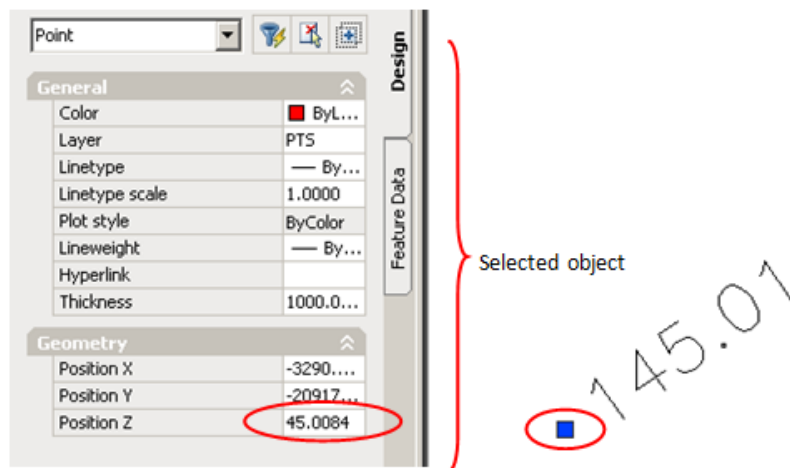 Point
Design
General
Color ByL...
Layer PTS
Linetype By...
Linetype scale 1.0000
Plot style ByColor
Lineweight By...
Hyperlink
Thickness 1000.0...
Feature Data
Geometry
Position X -3290....
Position Y -20917...
Position Z 45.0084
Selected object
145.01